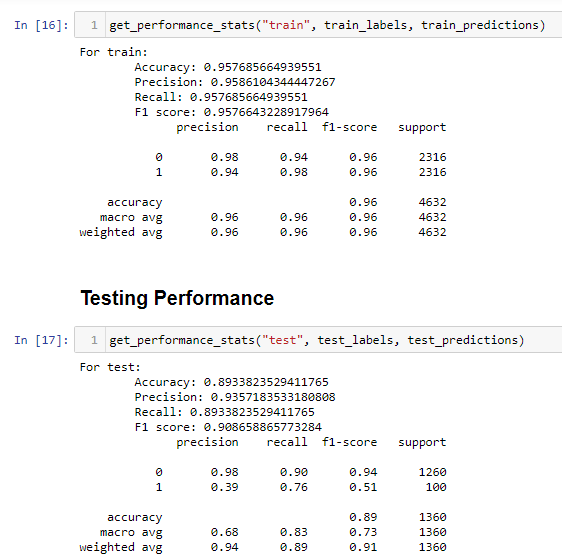 In [16]: 1 get_performance_stats("train", train_labels, train_predictions)
For train:
Accuracy: 0.957685664939551
Precision: 0.9586104344447267
Recall: 0.957685664939551
F1 score: 0.9576643228917964
precision recall f1-score support
0 0.98 0.94 0.96 2316
1 0.94 0.98 0.96 2316
accuracy 0.96 4632
macro avg 0.96 0.96 0.96 4632
weighted avg 0.96 0.96 0.96 4632
Testing Performance
In [17]: 1 get_performance_stats("test", test_labels, test_predictions)
For test:
Accuracy: 0.8933823529411765
Precision: 0.9357183533180808
Recall: 0.8933823529411765
F1 score: 0.908658865773284
precision recall f1-score support
0 0.98 0.90 0.94 1260
1 0.39 0.76 0.51 100
accuracy 0.89 1360
macro avg 0.68 0.83 0.73 1360
weighted avg 0.94 0.89 0.91 1360